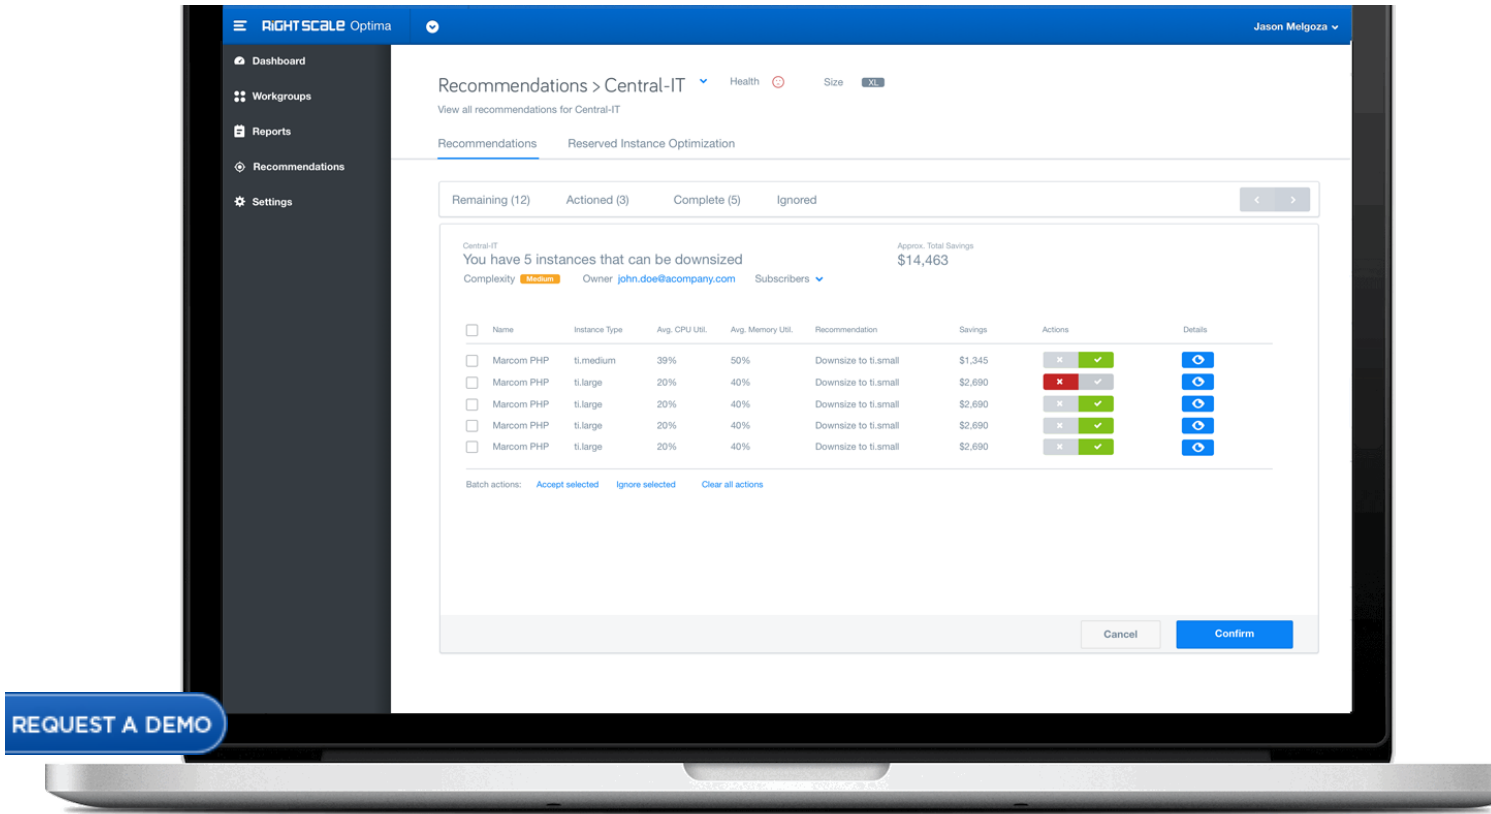 RIGHTSCALE Optima
Jason Melgoza
Dashboard
Workgroups
Reports
Recommendations
Settings
Recommendations > Central-IT
Health
Size
XL
View all recommendations for Central-IT
Recommendations
Reserved Instance Optimization
Remaining (12)
Actioned (3)
Complete (5)
Ignored
Central-IT
You have 5 instances that can be downsized
Approx. Total Savings
$14,463
Complexity Medium
Owner john.doe@acompany.com
Subscribers
Name Instance Type Avg. CPU Util. Avg. Memory Util. Recommendation Savings Actions Details
Marcom PHP ti.medium 39% 50% Downsize to ti.small $1,345
Marcom PHP ti.large 20% 40% Downsize to ti.small $2,690
Marcom PHP ti.large 20% 40% Downsize to ti.small $2,690
Marcom PHP ti.large 20% 40% Downsize to ti.small $2,690
Marcom PHP ti.large 20% 40% Downsize to ti.small $2,690
Batch actions: Accept selected Ignore selected Clear all actions
Cancel
Confirm
REQUEST A DEMO